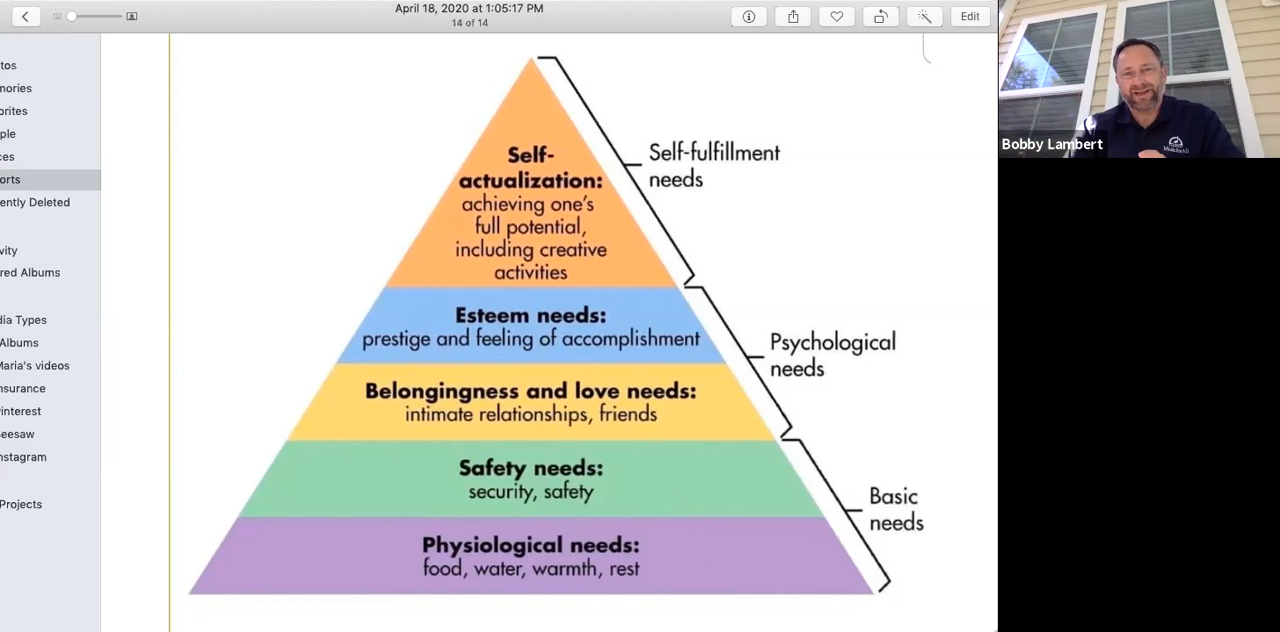 April 18, 2020 at 1:05:17 PM
14 of 14
Edit
tos
mories
orites
ple
ces
orts
ently Deleted
vity
red Albums
dia Types
Albums
Maria's videos
nsurance
interest
Seesaw
nstagram
Projects
Self-
actualization:
achieving one's
full potential,
including creative
activities
Self-fulfillment
needs
Esteem needs:
prestige and feeling of accomplishment
Psychological
needs
Belongingness and love needs:
intimate relationships, friends
Safety needs:
security, safety
Basic
needs
Physiological needs:
food, water, warmth, rest
Bobby Lambert